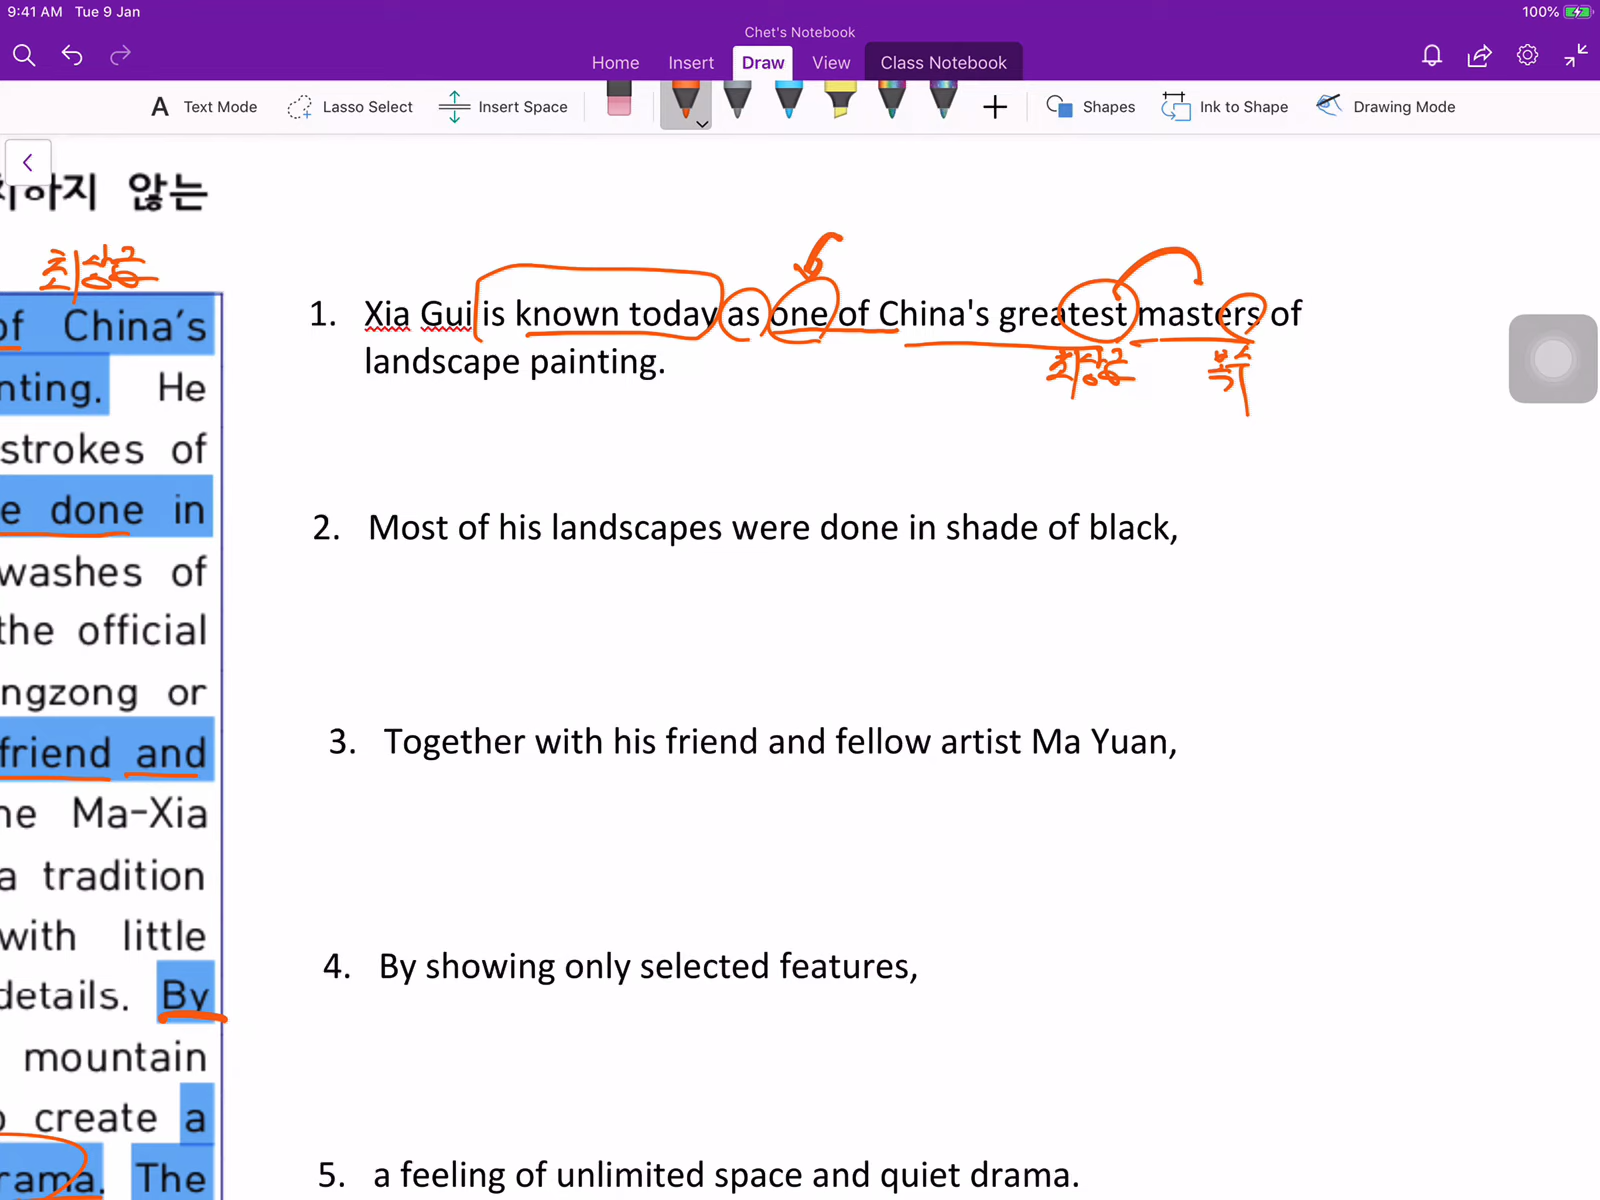 9:41 AM Tue 9 Jan
100%
Chet's Notebook
Home Insert Draw View Class Notebook
Text Mode Lasso Select Insert Space Shapes Ink to Shape Drawing Mode
하지 않는
최상급
of China's
nting. He
strokes of
e done in
washes of
the official
ngzong or
friend and
ne Ma-Xia
a tradition
with little
details. By
mountain
create a
rama. The
1. Xia Gui is known today as one of China's greatest masters of
landscape painting.
최상급 복수
2. Most of his landscapes were done in shade of black,
3. Together with his friend and fellow artist Ma Yuan,
4. By showing only selected features,
5. a feeling of unlimited space and quiet drama.